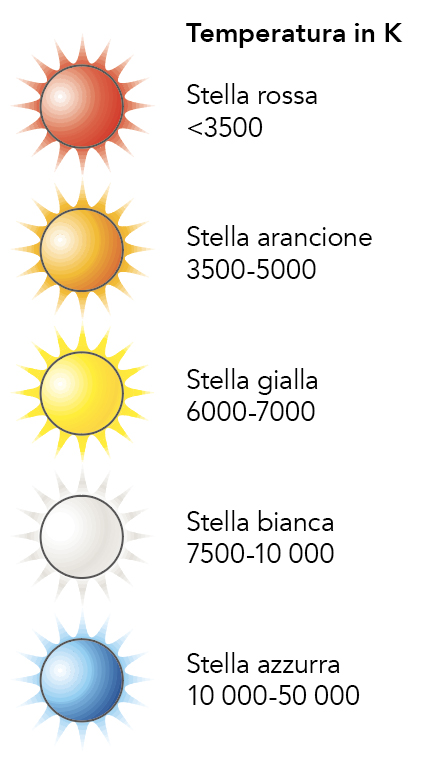 Temperatura in K
Stella rossa
<3500
Stella arancione
3500-5000
Stella gialla
6000-7000
Stella bianca
7500-10 000
Stella azzurra
10 000-50 000